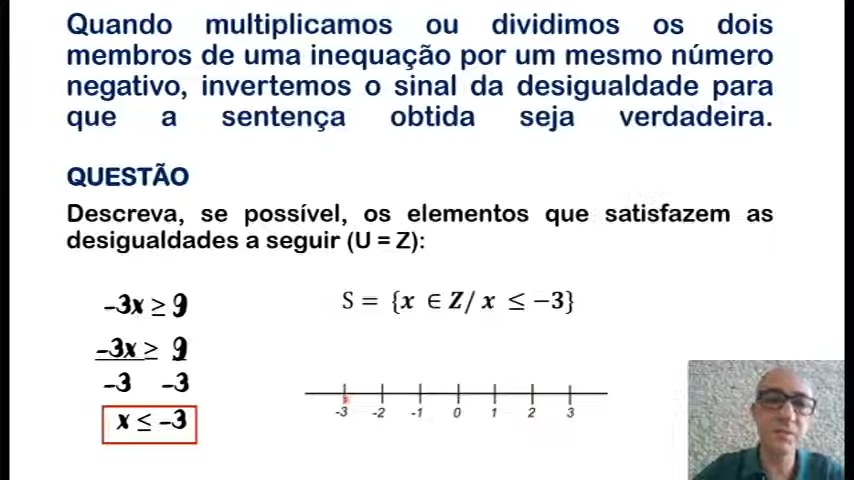 Quando multiplicamos ou dividimos os dois
membros de uma inequação por um mesmo número
negativo, invertemos o sinal da desigualdade para
que a sentença obtida seja verdadeira.
QUESTÃO
Descreva, se possível, os elementos que satisfazem as
desigualdades a seguir (U = Z):
-3x ≥ 9
S = {x ∈ Z/ x ≤ −3}
-3x ≥ 9
-3 -3
x ≤ -3
-3 -2 -1 0 1 2 3